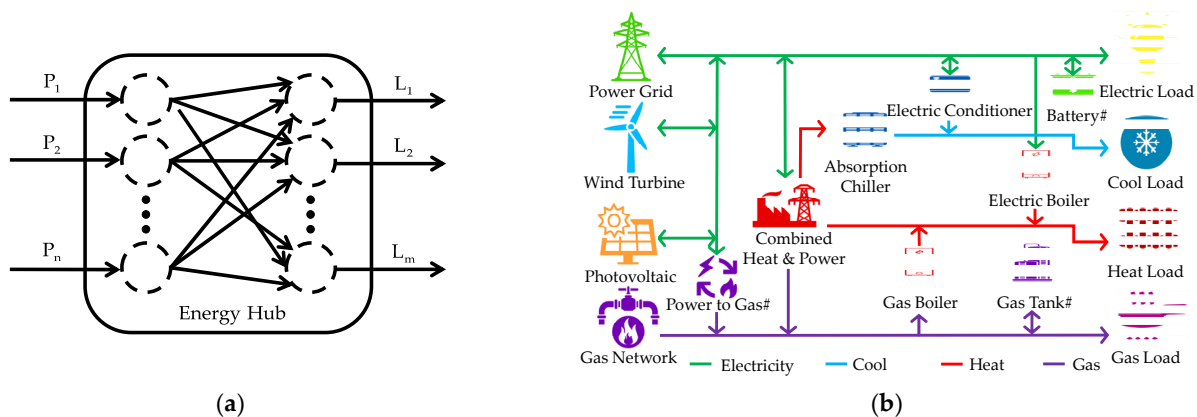 P1
P2
Pn
L1
L2
Lm
Energy Hub
(a)
Power Grid
Wind Turbine
Photovoltaic
Gas Network
Power to Gas#
Combined
Heat & Power
Absorption
Chiller
Electric Conditioner
Battery#
Electric Boiler
Gas Boiler
Gas Tank#
Electric Load
Cool Load
Heat Load
Gas Load
Electricity
Cool
Heat
Gas
(b)